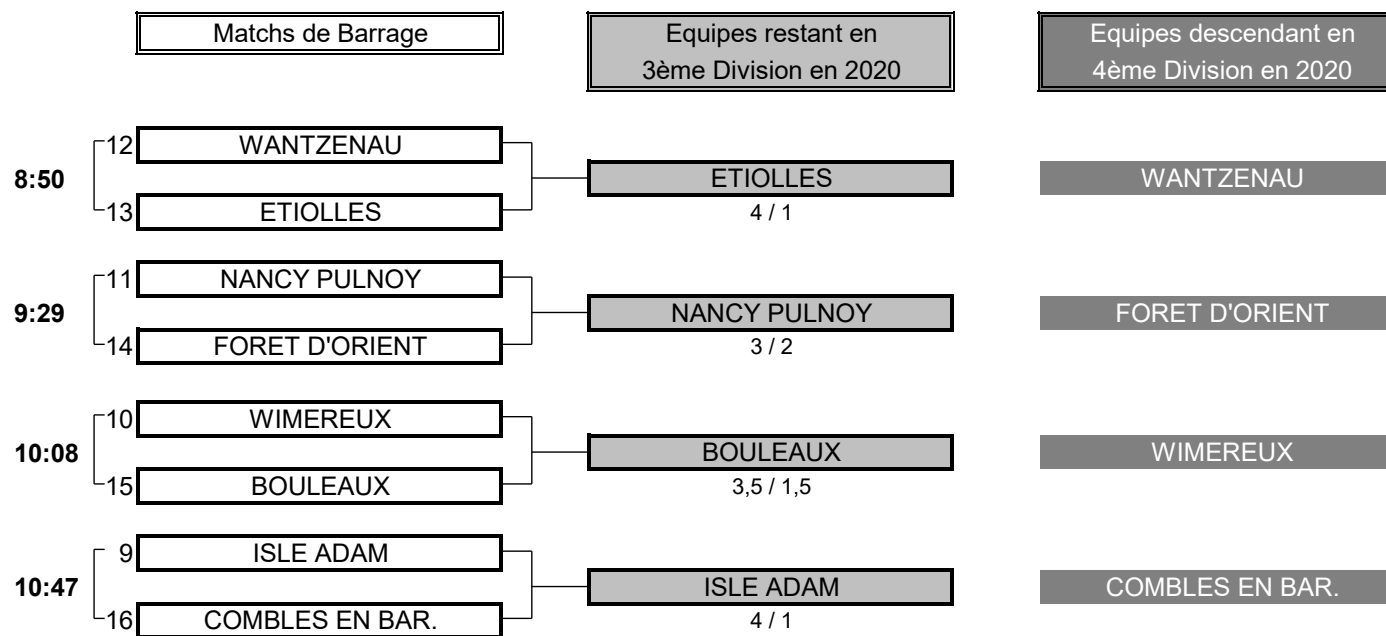 Matchs de Barrage
Equipes restant en
3ème Division en 2020
Equipes descendant en
4ème Division en 2020
8:50
12
WANTZENAU
13
ETIOLLES
ETIOLLES
4 / 1
WANTZENAU
9:29
11
NANCY PULNOY
14
FORET D'ORIENT
NANCY PULNOY
3 / 2
FORET D'ORIENT
10:08
10
WIMEREUX
15
BOULEAUX
BOULEAUX
3,5 / 1,5
WIMEREUX
10:47
9
ISLE ADAM
16
COMBLES EN BAR.
ISLE ADAM
4 / 1
COMBLES EN BAR.